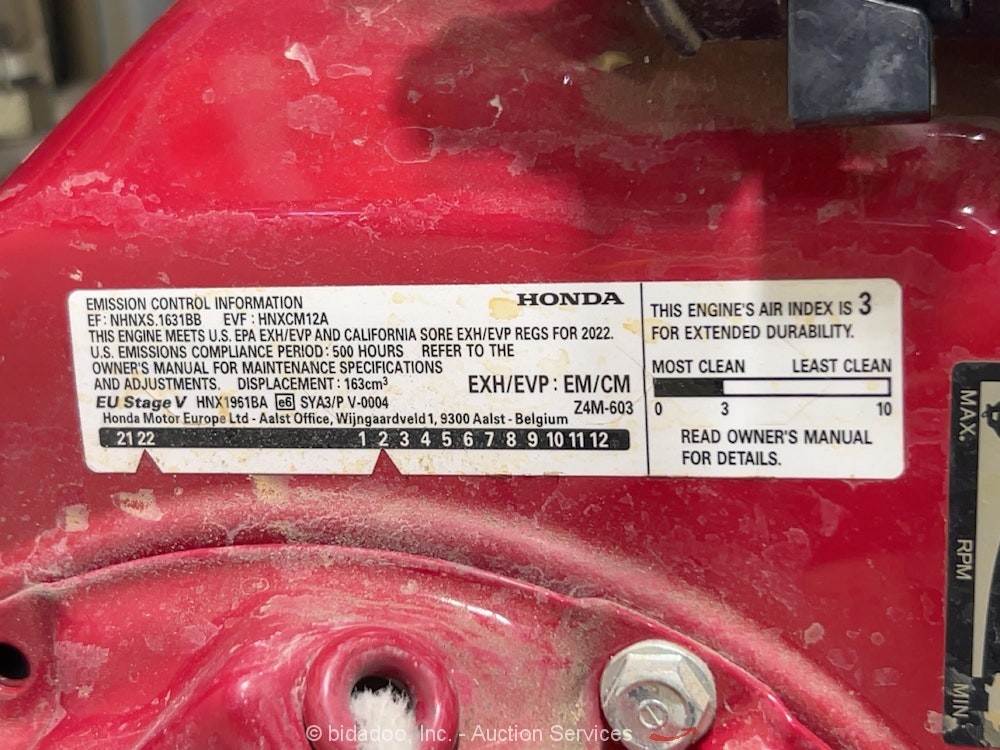 EMISSION CONTROL INFORMATION
HONDA
EF: NHNXS.1631BB EVF: HNXCM12A
THIS ENGINE MEETS U.S. EPA EXH/EVP AND CALIFORNIA SORE EXH/EVP REGS FOR 2022.
U.S. EMISSIONS COMPLIANCE PERIOD: 500 HOURS REFER TO THE
OWNER'S MANUAL FOR MAINTENANCE SPECIFICATIONS
AND ADJUSTMENTS. DISPLACEMENT: 163cm³
EXH/EVP: EM/CM
EU Stage V HNX1961BA e6 SYA3/P V-0004
Z4M-603
Honda Motor Europe Ltd - Aalst Office, Wijngaardveld 1, 9300 Aalst - Belgium
21 22 1 2 3 4 5 6 7 8 9 10 11 12
THIS ENGINE'S AIR INDEX IS 3
FOR EXTENDED DURABILITY.
MOST CLEAN LEAST CLEAN
0 3 10
READ OWNER'S MANUAL
FOR DETAILS.
MAX.
RPM
MIN.
© bidadoo, Inc. - Auction Services